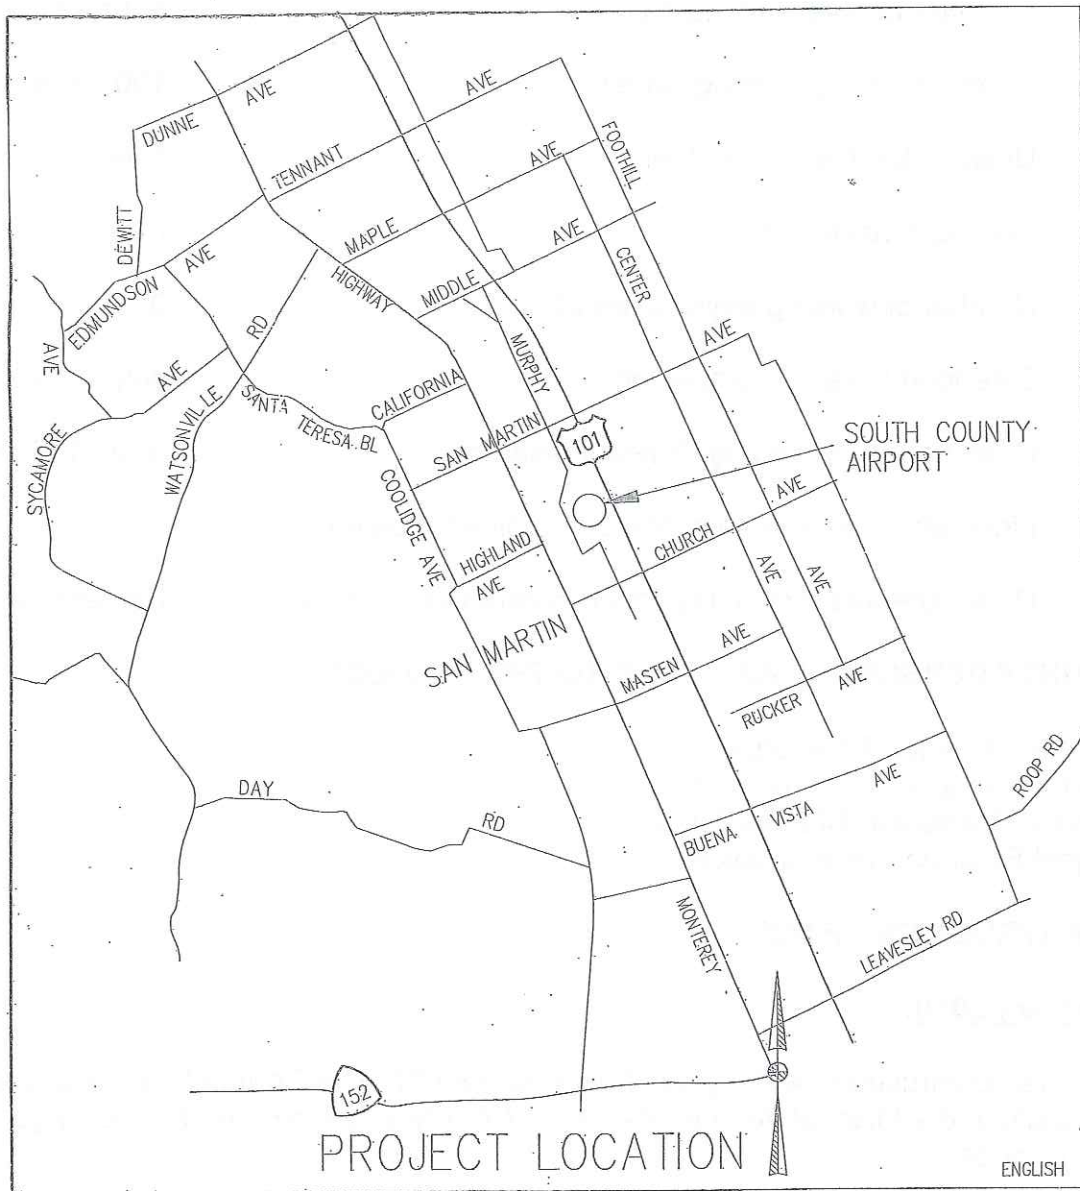 DUNNE AVE
TENNANT AVE
FOOTHILL
MAPLE AVE
DEWITT
EDMUNDSON AVE
HIGHWAY
MIDDLE AVE
CENTER
AVE
RD
MURPHY
SAN MARTIN AVE
CALIFORNIA
SYCAMORE AVE
WATSONVILLE
SANTA
TERESA BL
101
SOUTH COUNTY
AIRPORT
COOLIDGE AVE
HIGHLAND
AVE
CHURCH AVE
AVE
AVE
SAN MARTIN
MASTEN AVE
RUCKER AVE
DAY RD
BUENA VISTA AVE
ROOP RD
MONTEREY
LEAVESLEY RD
152
PROJECT LOCATION
ENGLISH